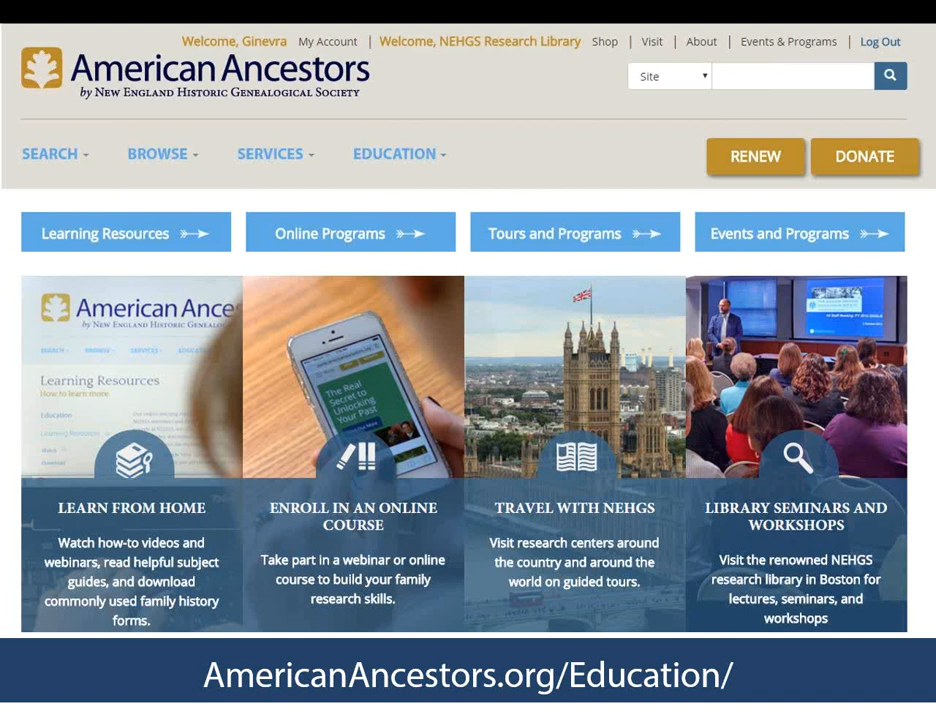 Welcome, Ginevra My Account | Welcome, NEHGS Research Library Shop | Visit | About | Events & Programs | Log Out
American Ancestors
by NEW ENGLAND HISTORIC GENEALOGICAL SOCIETY
Site
SEARCH BROWSE SERVICES EDUCATION
RENEW DONATE
Learning Resources Online Programs Tours and Programs Events and Programs
American Ance
by NEW ENGLAND HISTORIC GENEALO
SEARCH BROWSE SERVICES
Learning Resources
How to learn more
Education
The Real
Secret to
Unlocking
Your Past
LEARN FROM HOME
Watch how-to videos and
webinars, read helpful subject
guides, and download
commonly used family history
forms.
ENROLL IN AN ONLINE
COURSE
Take part in a webinar or online
course to build your family
research skills.
TRAVEL WITH NEHGS
Visit research centers around
the country and around the
world on guided tours.
LIBRARY SEMINARS AND
WORKSHOPS
Visit the renowned NEHGS
research library in Boston for
lectures, seminars, and
workshops
AmericanAncestors.org/Education/